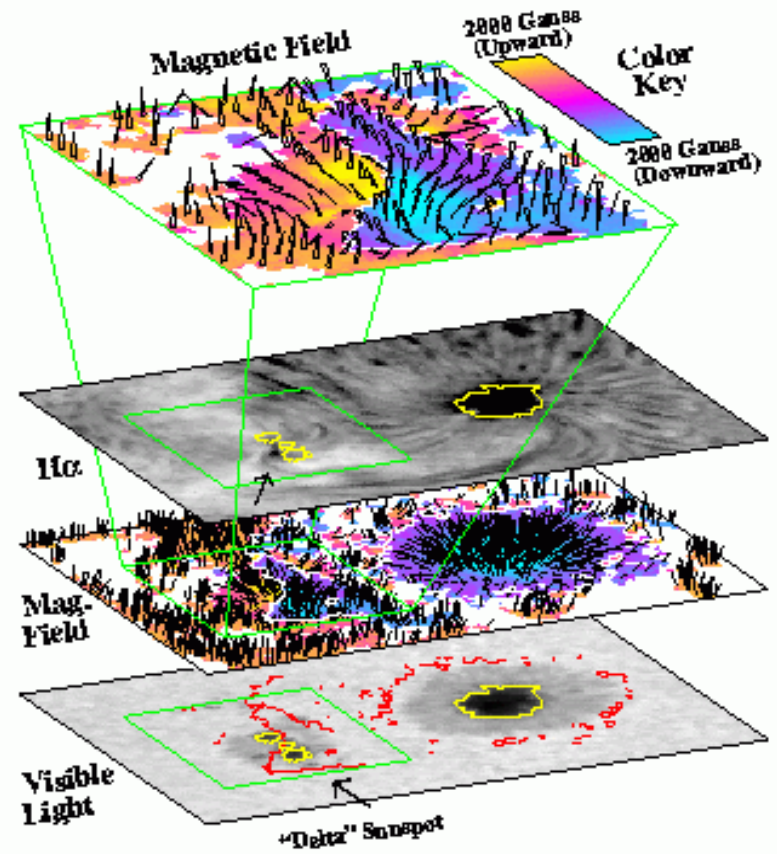 Magnetic Field
2000 Gauss
(Upward)
Color
Key
2000 Gauss
(Downward)
Hα
Mag-
Field
Visible
Light
“Delta” Sunspot